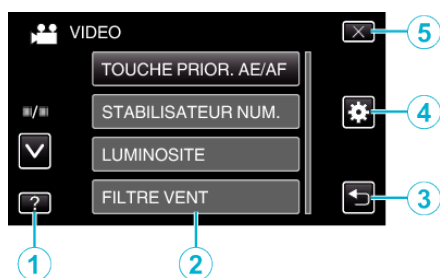 VIDEO
TOUCHE PRIOR. AE/AF
STABILISATEUR NUM.
LUMINOSITE
FILTRE VENT
?
1
2
3
4
5